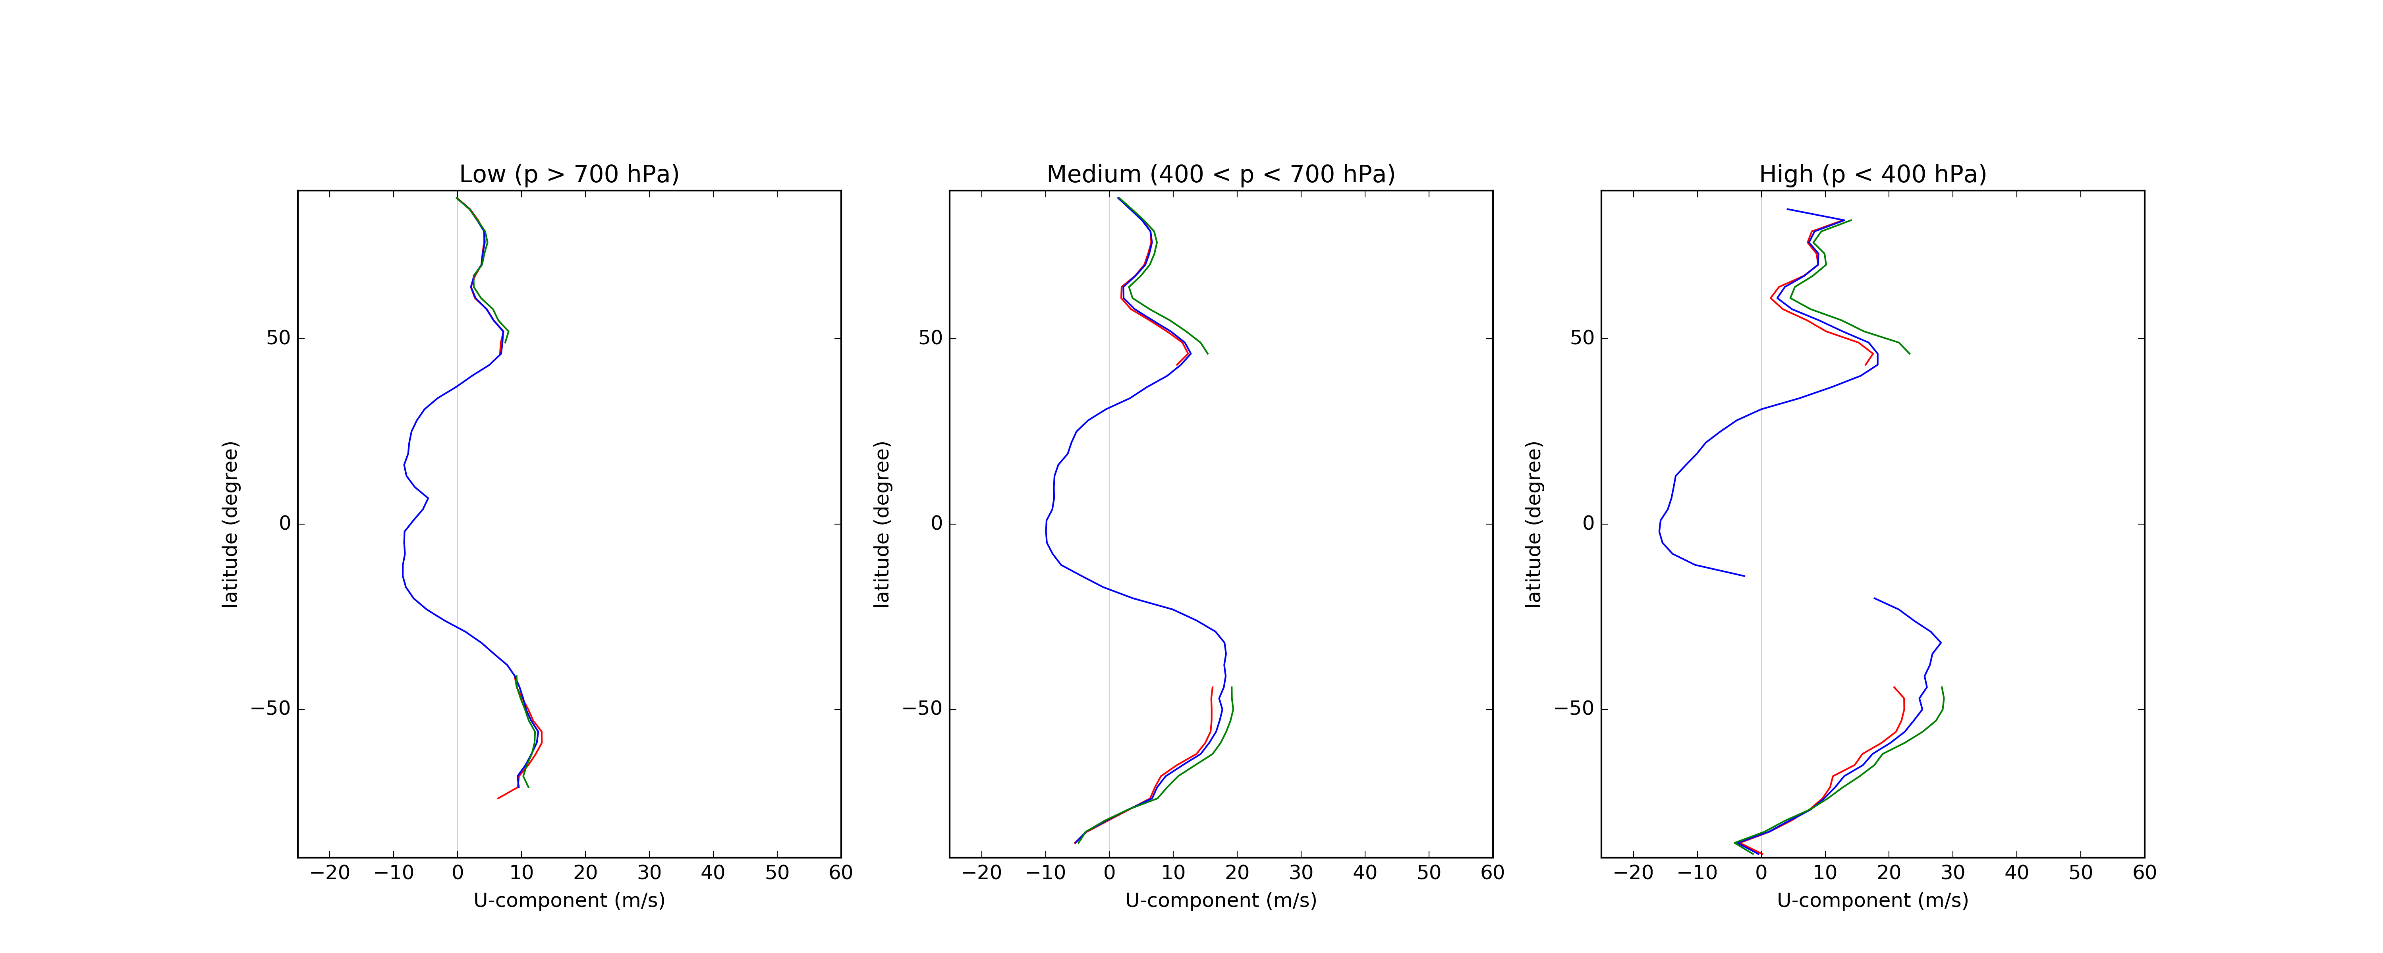 Low (p > 700 hPa)
50
0
−50
latitude (degree)
−20 −10 0 10 20 30 40 50 60
U-component (m/s)
Medium (400 < p < 700 hPa)
50
0
−50
latitude (degree)
−20 −10 0 10 20 30 40 50 60
U-component (m/s)
High (p < 400 hPa)
50
0
−50
latitude (degree)
−20 −10 0 10 20 30 40 50 60
U-component (m/s)